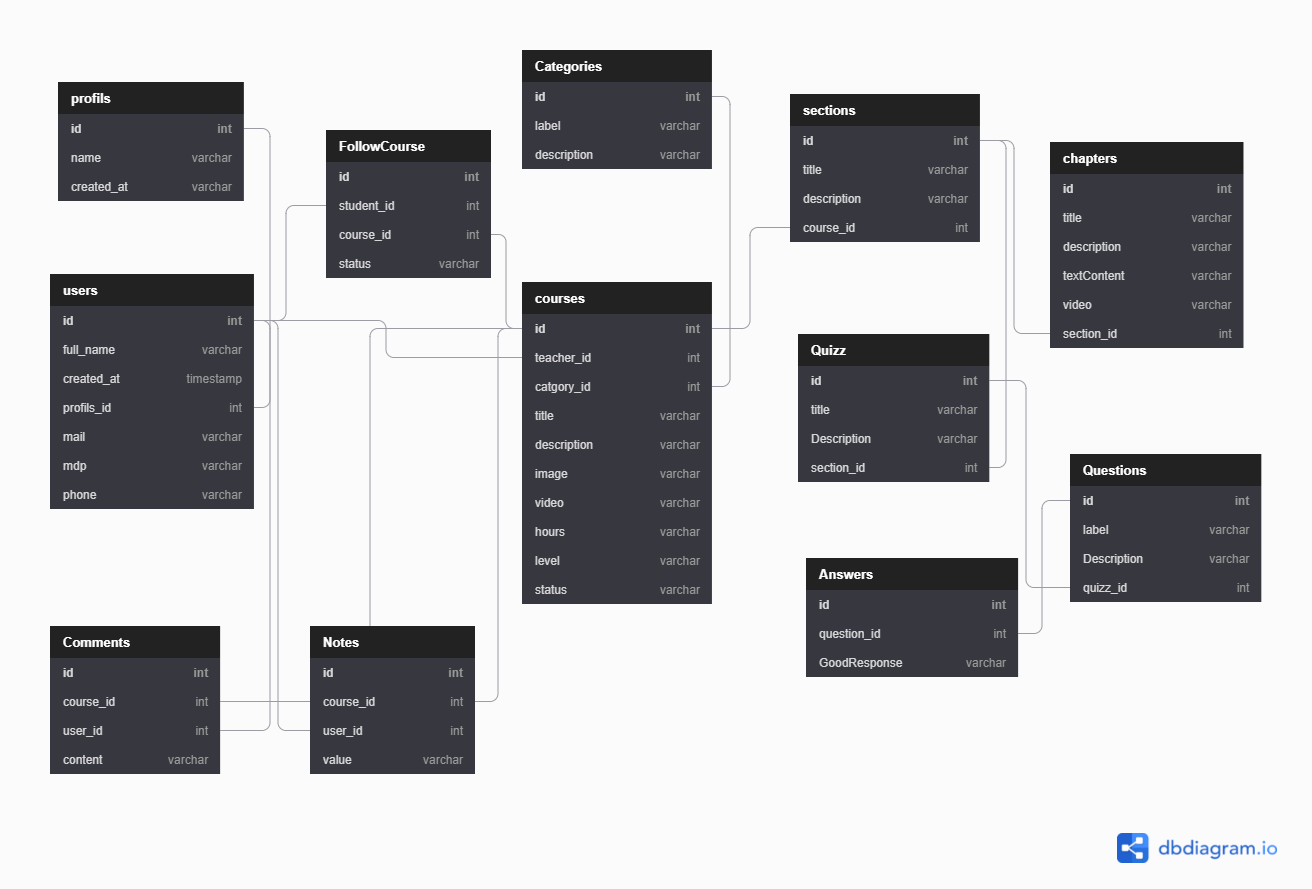 profils
id int
name varchar
created_at varchar
FollowCourse
id int
student_id int
course_id int
status varchar
Categories
id int
label varchar
description varchar
sections
id int
title varchar
description varchar
course_id int
chapters
id int
title varchar
description varchar
textContent varchar
video varchar
section_id int
users
id int
full_name varchar
created_at timestamp
profils_id int
mail varchar
mdp varchar
phone varchar
courses
id int
teacher_id int
catgory_id int
title varchar
description varchar
image varchar
video varchar
hours varchar
level varchar
status varchar
Quizz
id int
title varchar
Description varchar
section_id int
Questions
id int
label varchar
Description varchar
quizz_id int
Answers
id int
question_id int
GoodResponse varchar
Comments
id int
course_id int
user_id int
content varchar
Notes
id int
course_id int
user_id int
value varchar
dbdiagram.io